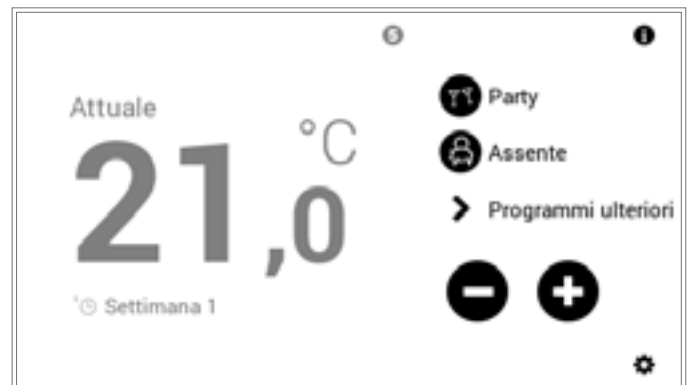 Attuale
21,0 °C
Settimana 1
Party
Assente
Programmi ulteriori